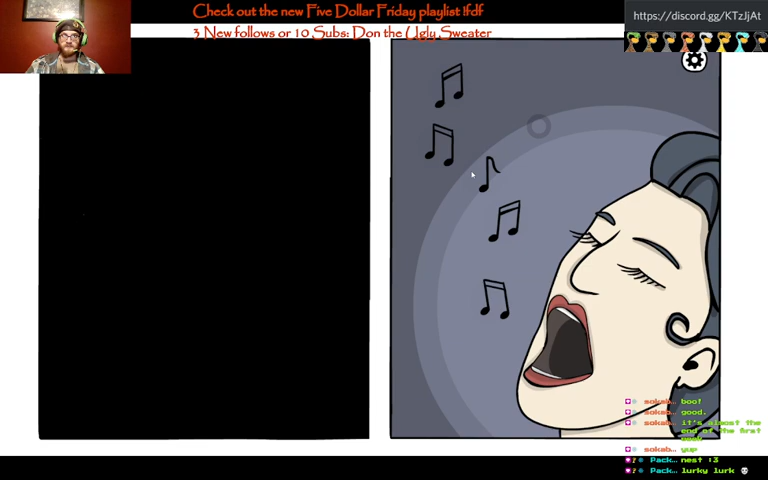 Check out the new Five Dollar Friday playlist !fdf
3 New follows or 10 Subs: Don the Ugly Sweater
https://discord.gg/KTzJjAt
sokab... boo!
sokab... good.
sokab... it's almost the
end of the first
week
sokab... yup
Pack... nest :3
Pack... lurky lurk